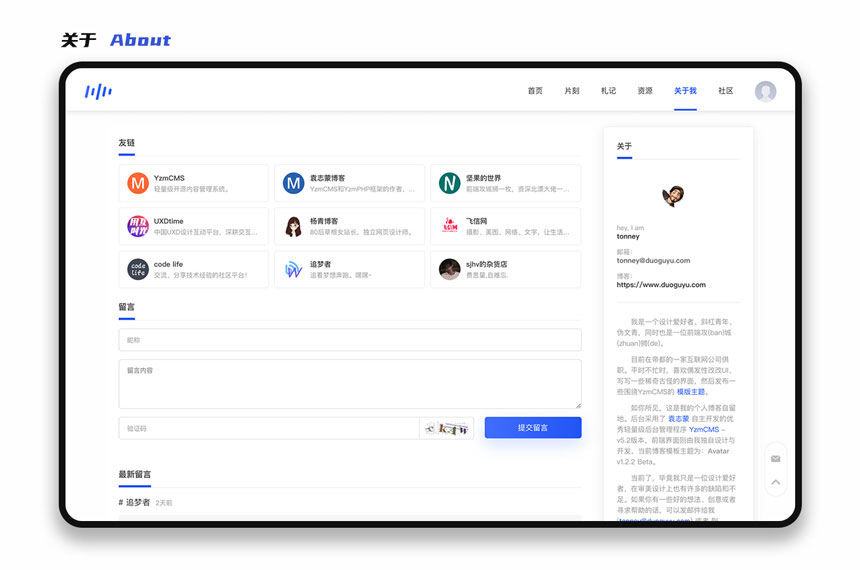 关于 About
首页 片刻 札记 资源 关于我 社区
友链
YzmCMS
轻量级开源内容管理系统。
袁志蒙博客
YzmCMS和YzmPHP框架的作者、...
坚果的世界
前端攻城狮一枚，资深北漂大佬一...
UXDtime
中国UXD设计互动平台、深耕交互...
杨青博客
80后草根女站长，独立网页设计师。
飞信网
摄影、美图、网络、文字，让生活...
code life
交流、分享技术经验的社区平台！
追梦者
追着梦想奔跑。嘿嘿~
sjhv的杂货店
费思量,自难忘.
留言
昵称
留言内容
验证码
提交留言
最新留言
# 追梦者 2天前
关于
hey, I am
tonney
邮箱：
tonney@duoguyu.com
博客：
https://www.duoguyu.com
我是一个设计爱好者、斜杠青年、
伪文青，同时也是一位前端攻(ban)城
(zhuan)狮(de)。
目前在帝都的一家互联网公司供
职。平时不忙时，喜欢偶发性改改UI、
写写一些稀奇古怪的界面，然后发布一
些围绕YzmCMS的 模版主题。
如你所见，这是我的个人博客自留
地。后台采用了 袁志蒙 自主开发的优
秀轻量级后台管理程序 YzmCMS -
v5.2版本，前端界面则由我独自设计与
开发。当前博客模板主题为：Avatar
v1.2.2 Beta。
当前了，毕竟我只是一位设计爱好
者，在审美设计上也有许多的缺陷和不
足。如果你有一些好的想法、创意或者
寻求帮助的话，可以发邮件给我
(tonney@duoguyu.com)